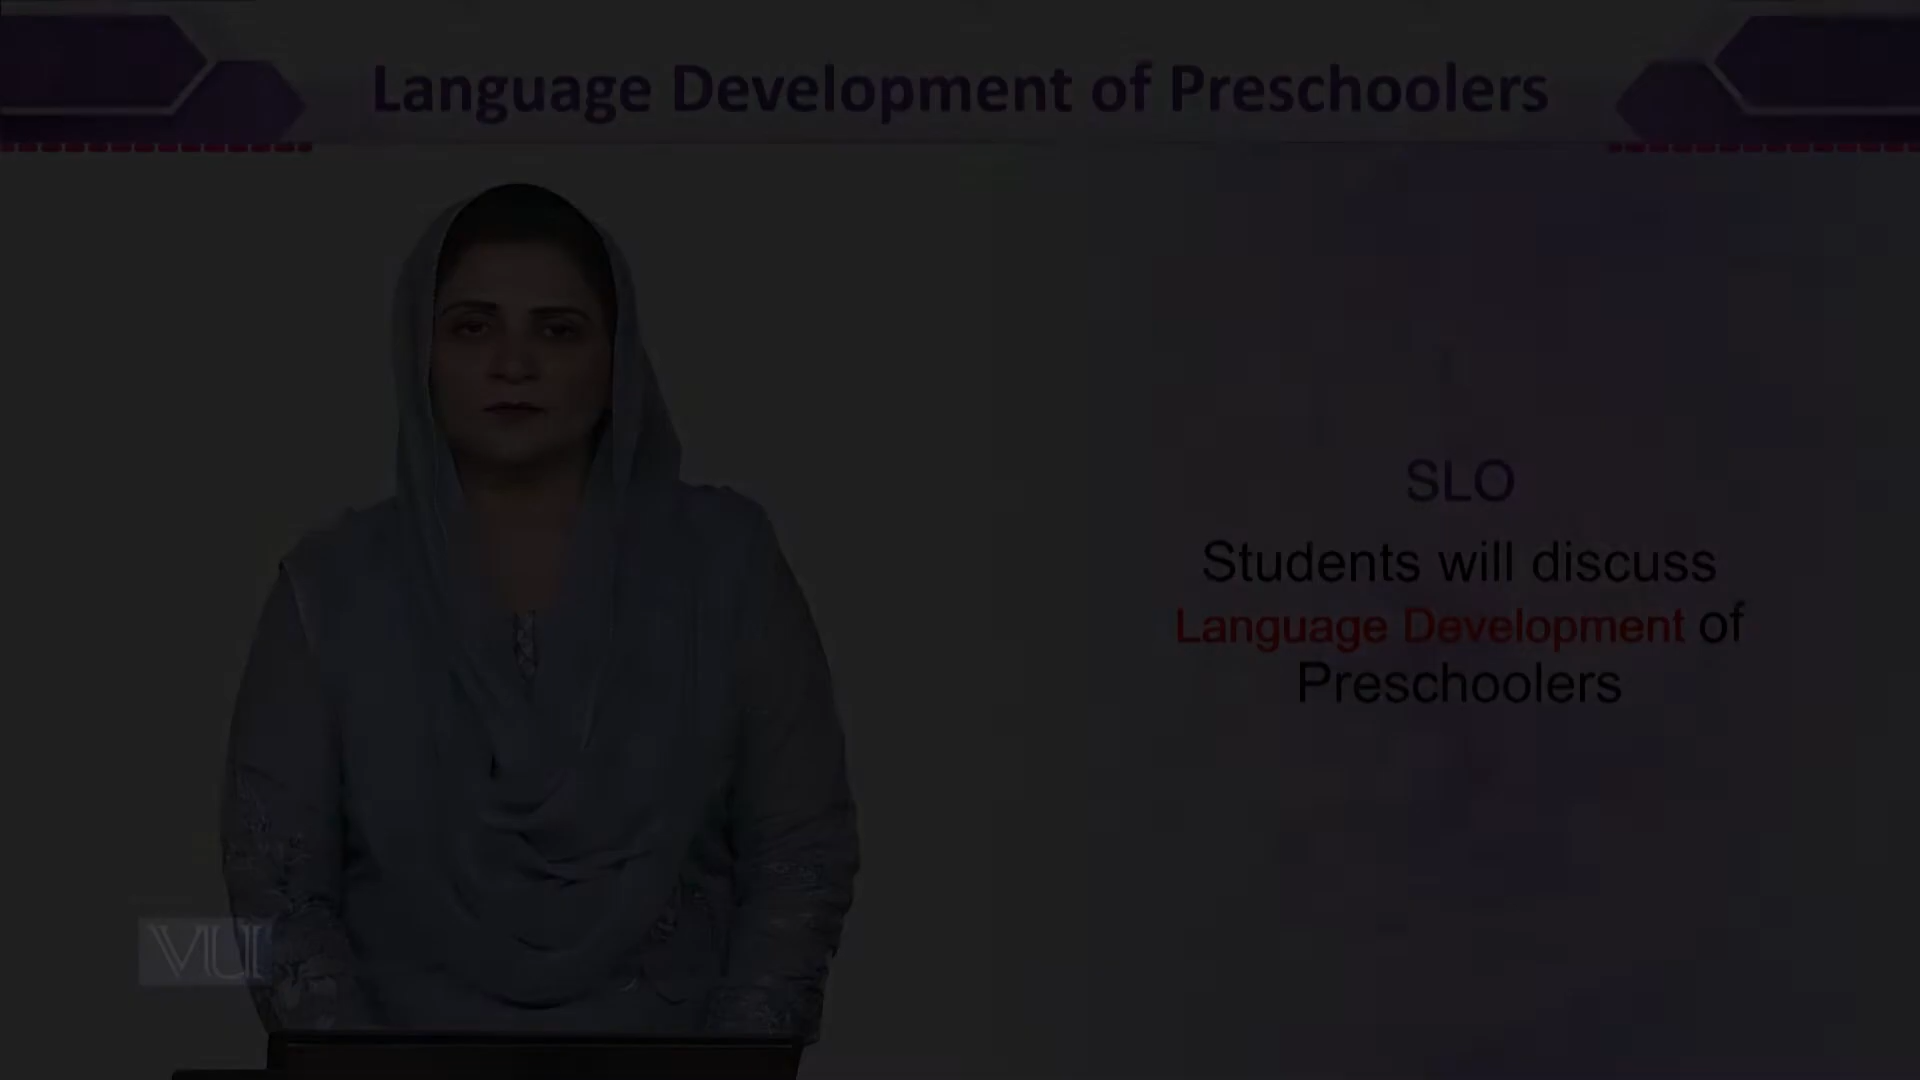 Language Development of Preschoolers
SLO
Students will discuss
Language Development of
Preschoolers
VU